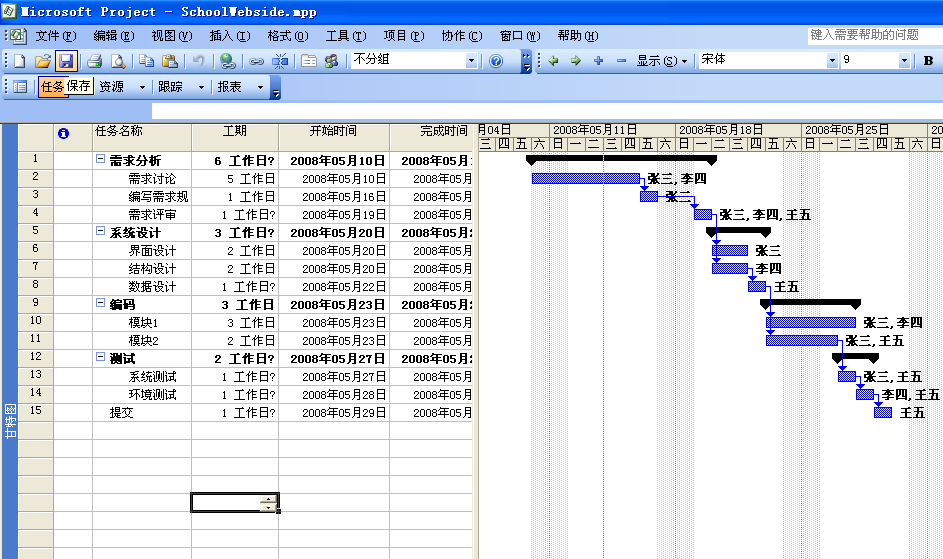 Microsoft Project - SchoolWebside.mpp
文件(F) 编辑(E) 视图(V) 插入(I) 格式(O) 工具(T) 项目(P) 协作(C) 窗口(W) 帮助(H) 键入需要帮助的问题
不分组 显示(S) 宋体 9 B
任务 保存 资源 跟踪 报表
任务名称 工期 开始时间 完成时间 月04日 2008年05月11日 2008年05月18日 2008年05月25日 20
三 四 五 六 日 一 二 三 四 五 六 日 一 二 三 四 五 六 日 一 二 三 四 五 六 日
1 需求分析 6 工作日? 2008年05月10日 2008年05月
2 需求讨论 5 工作日 2008年05月10日 2008年05月 张三,李四
3 编写需求规 1 工作日 2008年05月16日 2008年05月 张三
4 需求评审 1 工作日? 2008年05月19日 2008年05月 张三,李四,王五
5 系统设计 3 工作日? 2008年05月20日 2008年05月2
6 界面设计 2 工作日 2008年05月20日 2008年05月 张三
7 结构设计 2 工作日 2008年05月20日 2008年05月 李四
8 数据设计 1 工作日? 2008年05月22日 2008年05月 王五
9 编码 3 工作日 2008年05月23日 2008年05月2
10 模块1 3 工作日 2008年05月23日 2008年05月 张三,李四
11 模块2 2 工作日 2008年05月23日 2008年05月 张三,王五
12 测试 2 工作日? 2008年05月27日 2008年05月2
13 系统测试 1 工作日? 2008年05月27日 2008年05月 张三,王五
14 环境测试 1 工作日? 2008年05月28日 2008年05月 李四,王五
15 提交 1 工作日? 2008年05月29日 2008年05月 王五
甘特图